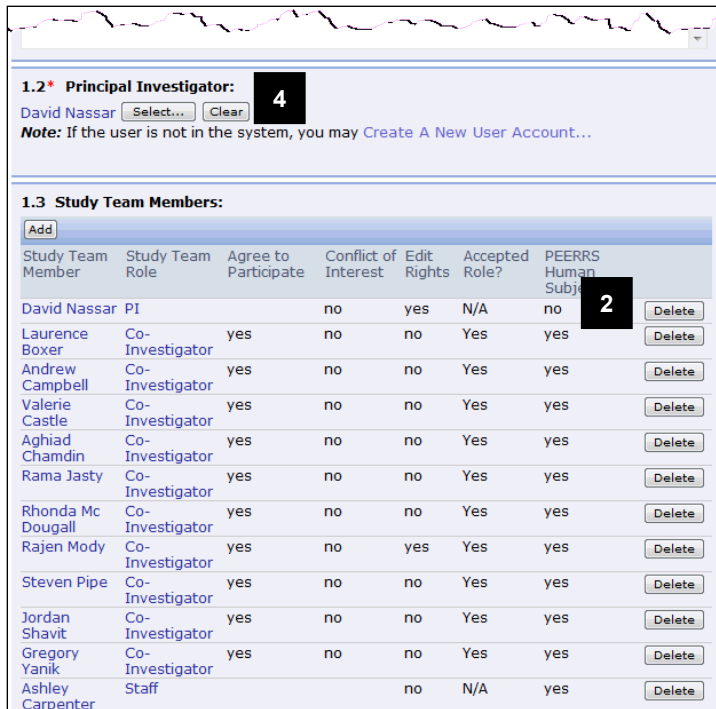 1.2* Principal Investigator:
4
David Nassar Select... Clear
Note: If the user is not in the system, you may Create A New User Account...
1.3 Study Team Members:
Add
Study Team Member Study Team Role Agree to Participate Conflict of Interest Edit Rights Accepted Role? PEERRS Human
2
David Nassar PI no yes N/A no Delete
Laurence Boxer Co-Investigator yes no no Yes yes Delete
Andrew Campbell Co-Investigator yes no no Yes yes Delete
Valerie Castle Co-Investigator yes no no Yes yes Delete
Aghiad Chamdin Co-Investigator yes no no Yes yes Delete
Rama Jasty Co-Investigator yes no no Yes yes Delete
Rhonda Mc Dougall Co-Investigator yes no no Yes yes Delete
Rajen Mody Co-Investigator yes no yes Yes yes Delete
Steven Pipe Co-Investigator yes no no Yes yes Delete
Jordan Shavit Co-Investigator yes no no Yes yes Delete
Gregory Yanik Co-Investigator yes no no Yes yes Delete
Ashley Carpenter Staff no N/A yes Delete